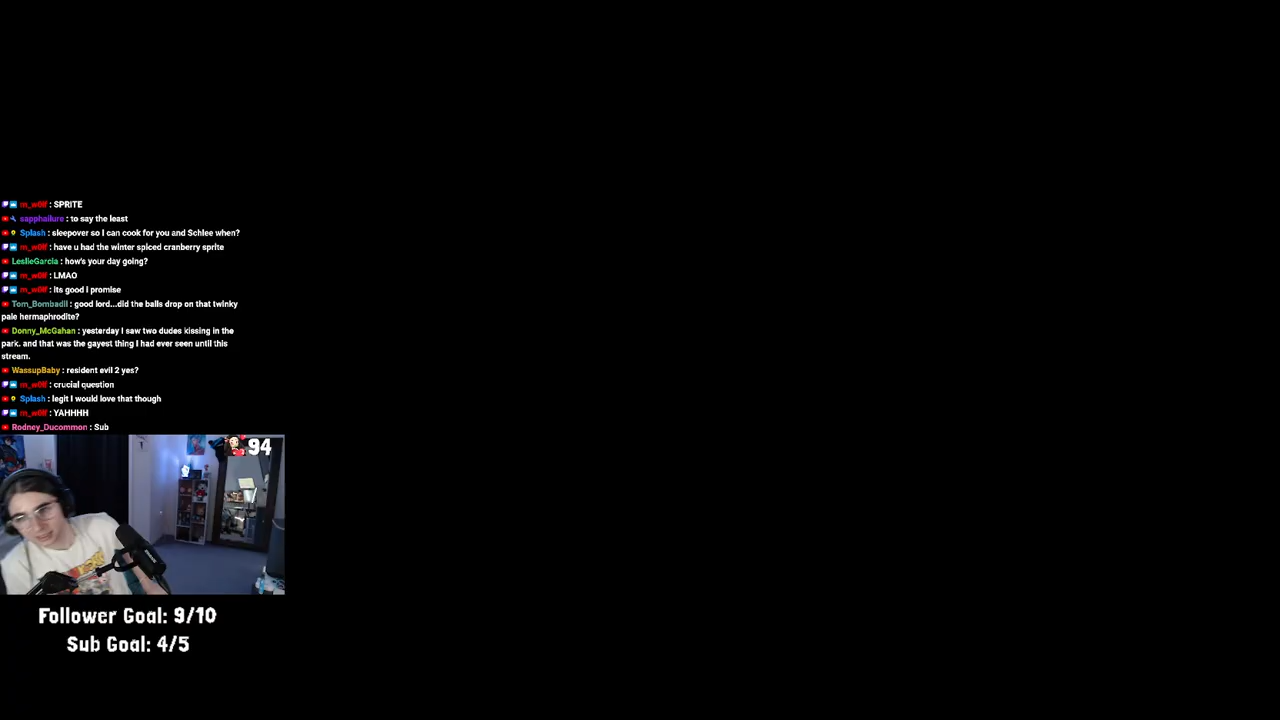 m_w0lf : SPRITE
sapphailure : to say the least
Splash : sleepover so I can cook for you and Schlee when?
m_w0lf : have u had the winter spiced cranberry sprite
LeslieGarcia : how's your day going?
m_w0lf : LMAO
m_w0lf : its good i promise
Tom_Bombadil : good lord...did the balls drop on that twinky
pale hermaphrodite?
Donny_McGahan : yesterday I saw two dudes kissing in the
park. and that was the gayest thing I had ever seen until this
stream.
WassupBaby : resident evil 2 yes?
m_w0lf : crucial question
Splash : legit I would love that though
m_w0lf : YAHHHH
Rodney_Ducommon : Sub
94
Follower Goal: 9/10
Sub Goal: 4/5